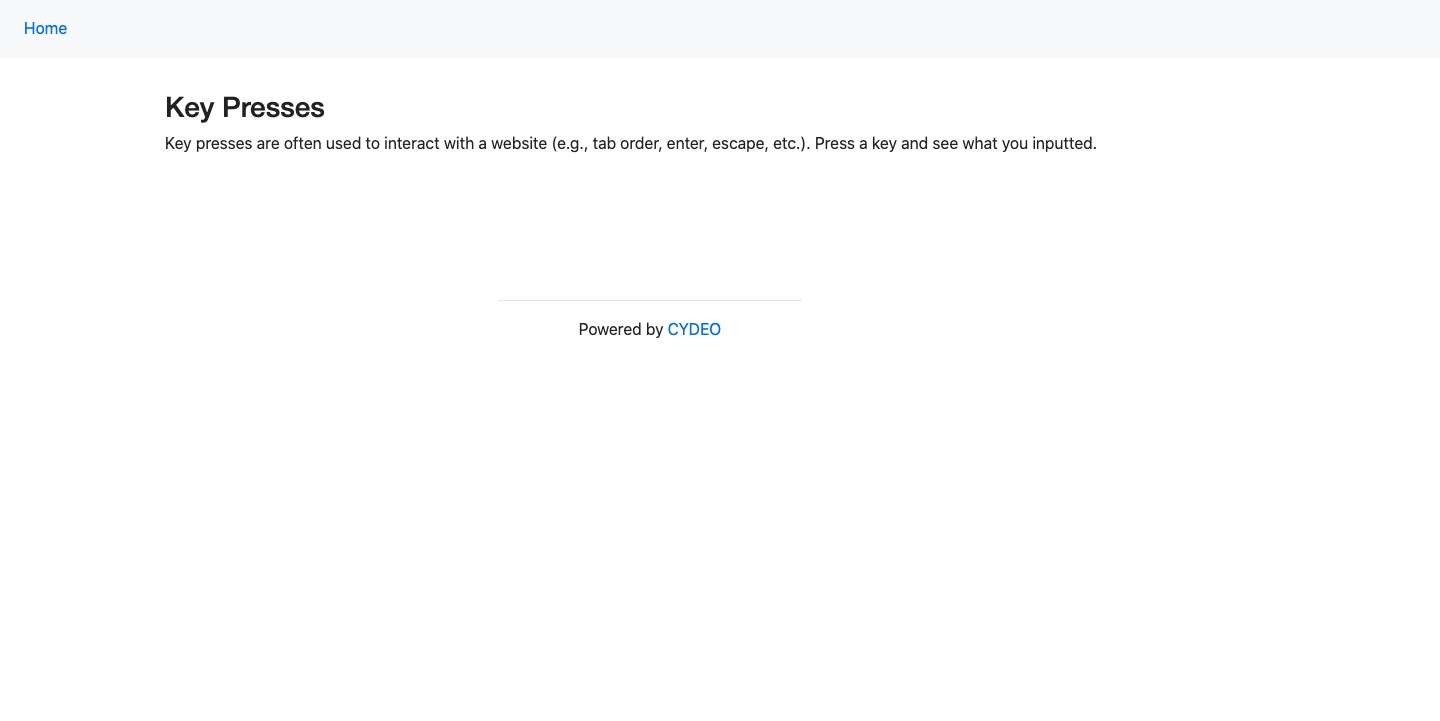 Home
Key Presses
Key presses are often used to interact with a website (e.g., tab order, enter, escape, etc.). Press a key and see what you inputted.
Powered by CYDEO